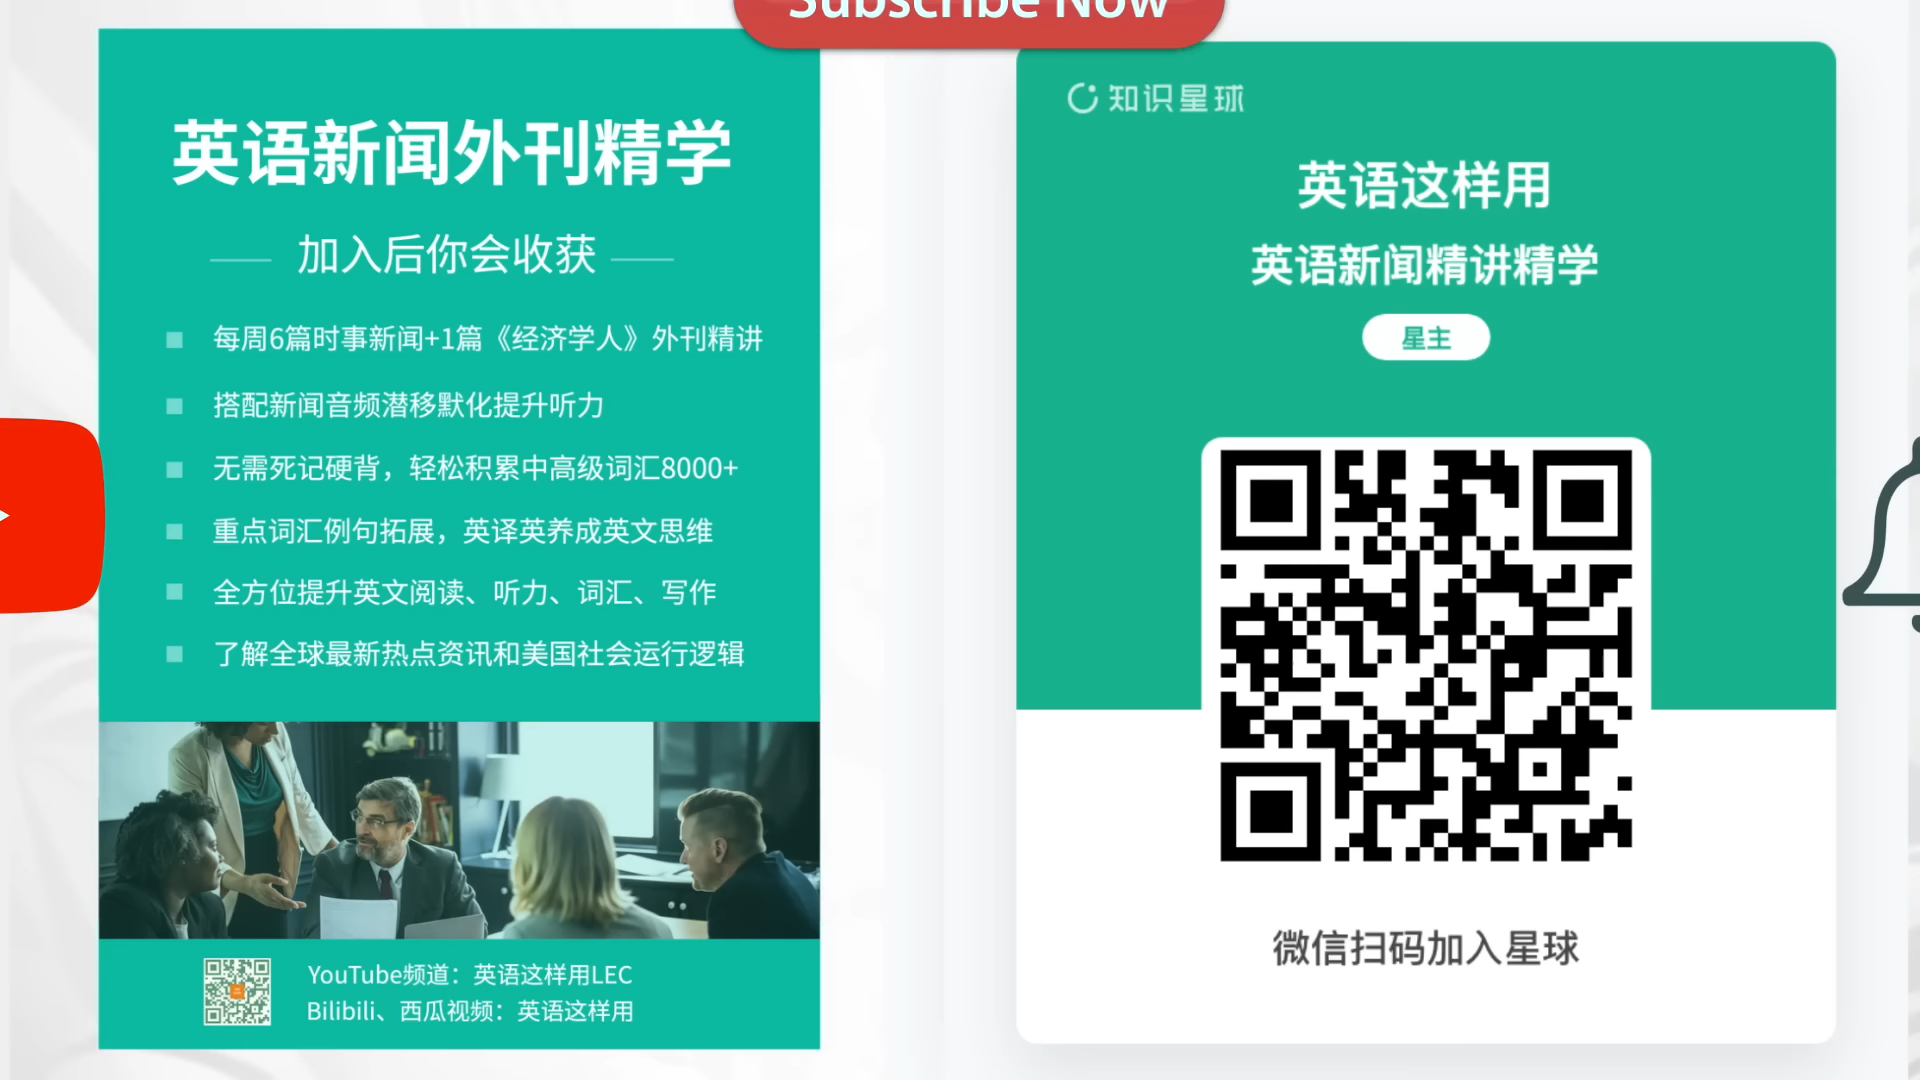 Subscribe Now
英语新闻外刊精学
加入后你会收获
每周6篇时事新闻+1篇《经济学人》外刊精讲
搭配新闻音频潜移默化提升听力
无需死记硬背，轻松积累中高级词汇8000+
重点词汇例句拓展，英译英养成英文思维
全方位提升英文阅读、听力、词汇、写作
了解全球最新热点资讯和美国社会运行逻辑
YouTube频道：英语这样用LEC
Bilibili、西瓜视频：英语这样用
知识星球
英语这样用
英语新闻精讲精学
星主
微信扫码加入星球